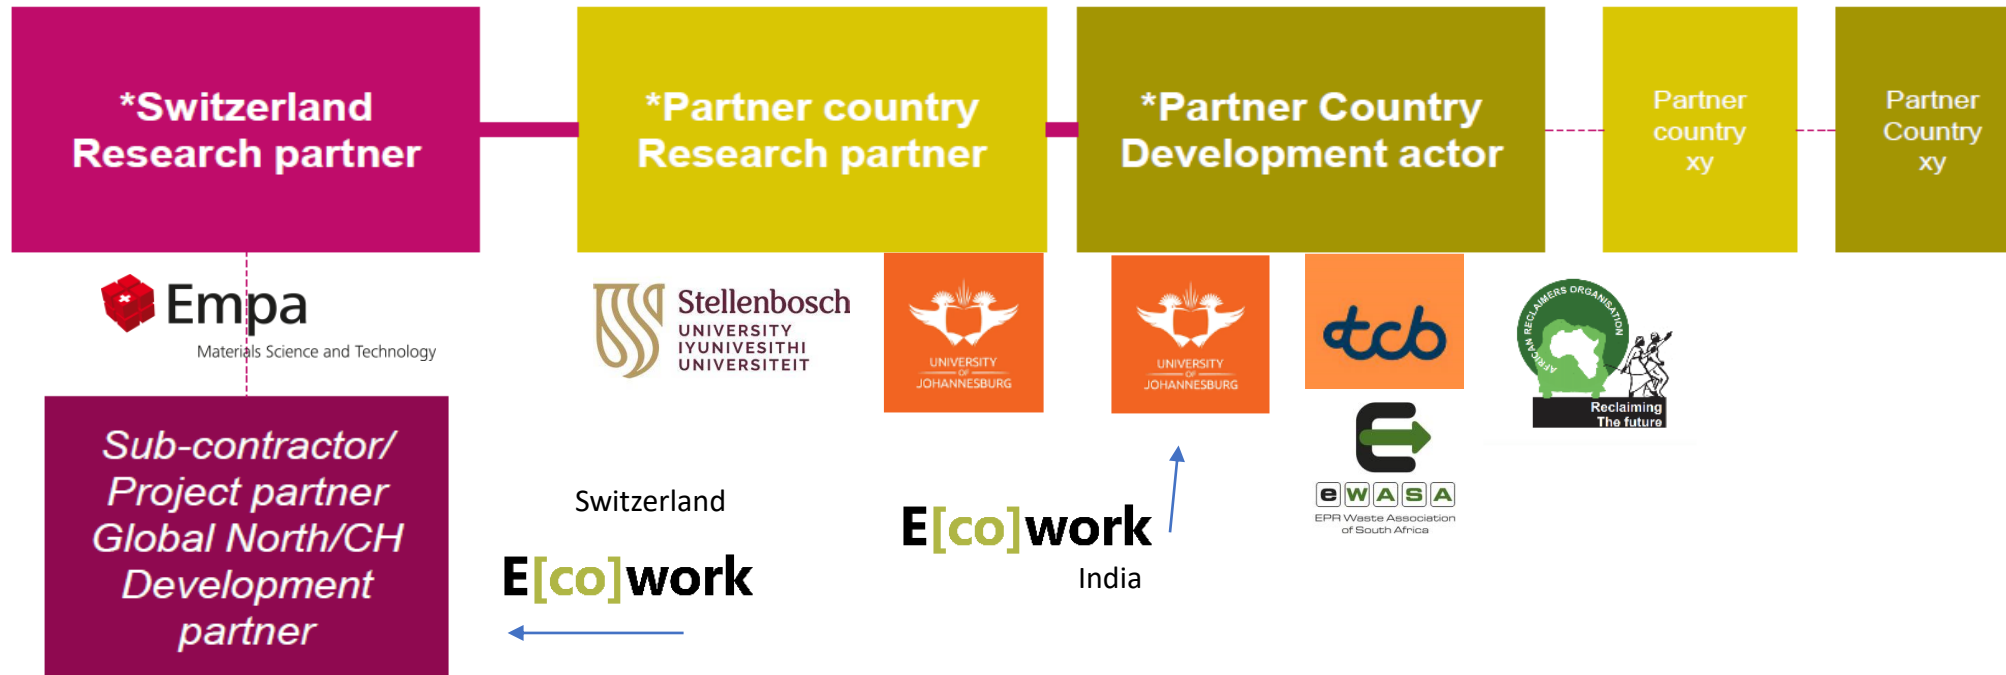 *Switzerland
Research partner
*Partner country
Research partner
*Partner Country
Development actor
Partner
country
xy
Partner
Country
xy
Empa
Materials Science and Technology
Stellenbosch
UNIVERSITY
IYUNIVESITHI
UNIVERSITEIT
UNIVERSITY
OF
JOHANNESBURG
UNIVERSITY
OF
JOHANNESBURG
tcb
AFRICAN RECLAIMERS ORGANISATION
Reclaiming
The future
eWASA
EPR Waste Association
of South Africa
Sub-contractor/
Project partner
Global North/CH
Development
partner
Switzerland
E[co]work
E[co]work
India